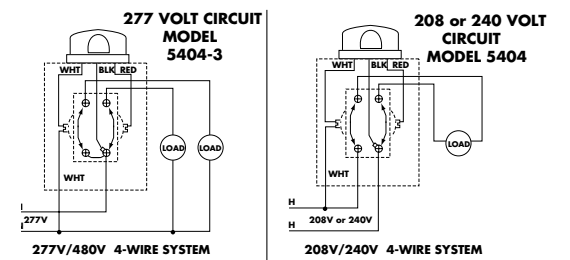 277 VOLT CIRCUIT
MODEL
5404-3
WHT BLK RED
LOAD LOAD
WHT
277V
277V/480V 4-WIRE SYSTEM
208 or 240 VOLT
CIRCUIT
MODEL 5404
WHT BLK RED
LOAD
WHT
H
208V or 240V
H
208V/240V 4-WIRE SYSTEM